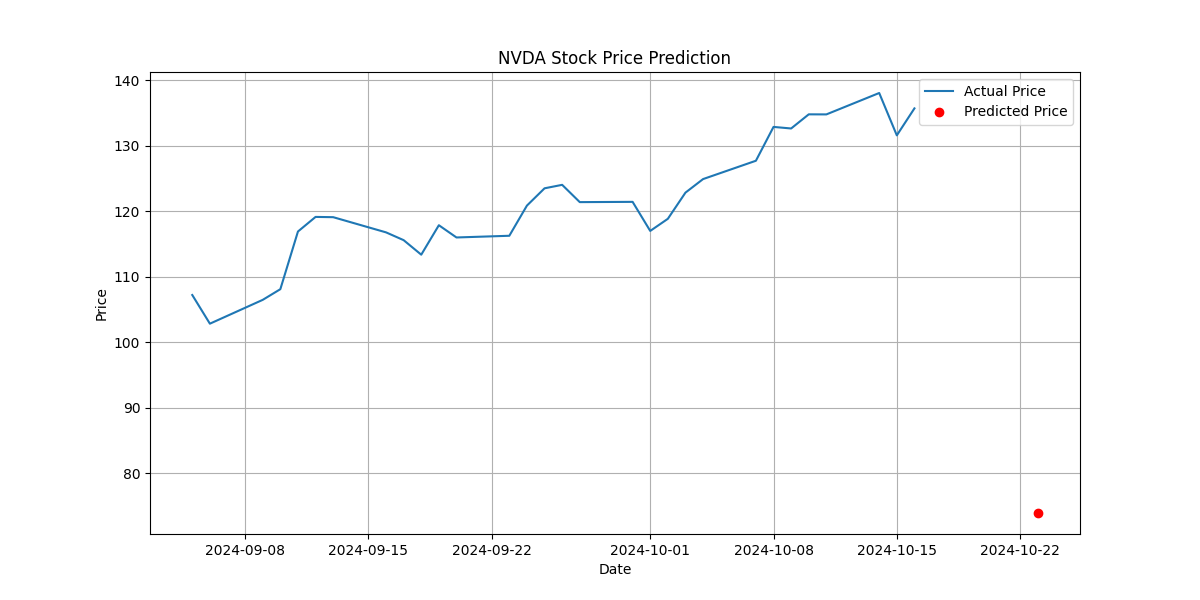 NVDA Stock Price Prediction
140
130
120
110
100
90
80
Price
Actual Price
Predicted Price
2024-09-08 2024-09-15 2024-09-22 2024-10-01 2024-10-08 2024-10-15 2024-10-22
Date